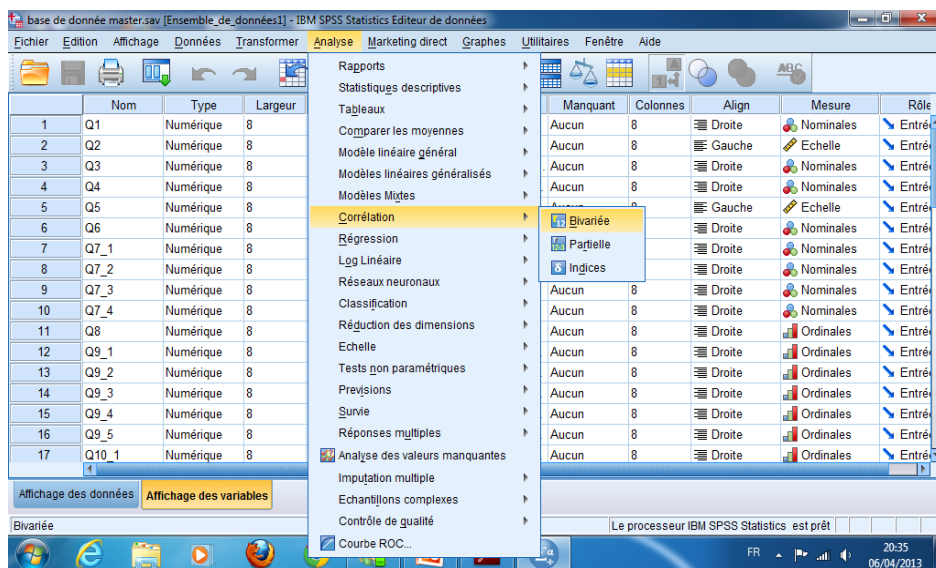 base de donnée master.sav [Ensemble_de_données1] - IBM SPSS Statistics Editeur de données
Fichier Edition Affichage Données Transformer Analyse Marketing direct Graphes Utilitaires Fenêtre Aide
Nom Type Largeur Manquant Colonnes Align Mesure Rôle
1 Q1 Numérique 8 Aucun 8 Droite Nominales Entrée
2 Q2 Numérique 8 Aucun 8 Gauche Echelle Entrée
3 Q3 Numérique 8 Aucun 8 Droite Nominales Entrée
4 Q4 Numérique 8 Aucun 8 Droite Nominales Entrée
5 Q5 Numérique 8 Gauche Echelle Entrée
6 Q6 Numérique 8 Droite Nominales Entrée
7 Q7_1 Numérique 8 Droite Nominales Entrée
8 Q7_2 Numérique 8 Droite Nominales Entrée
9 Q7_3 Numérique 8 Aucun 8 Droite Nominales Entrée
10 Q7_4 Numérique 8 Aucun 8 Droite Nominales Entrée
11 Q8 Numérique 8 Aucun 8 Droite Ordinales Entrée
12 Q9_1 Numérique 8 Aucun 8 Droite Ordinales Entrée
13 Q9_2 Numérique 8 Aucun 8 Droite Ordinales Entrée
14 Q9_3 Numérique 8 Aucun 8 Droite Ordinales Entrée
15 Q9_4 Numérique 8 Aucun 8 Droite Ordinales Entrée
16 Q9_5 Numérique 8 Aucun 8 Droite Ordinales Entrée
17 Q10_1 Numérique 8 Aucun 8 Droite Ordinales Entrée
Rapports
Statistiques descriptives
Tableaux
Comparer les moyennes
Modèle linéaire général
Modèles linéaires généralisés
Modèles Mixtes
Corrélation
Régression
Log Linéaire
Réseaux neuronaux
Classification
Réduction des dimensions
Echelle
Tests non paramétriques
Previsions
Survie
Réponses multiples
Analyse des valeurs manquantes
Imputation multiple
Echantillons complexes
Contrôle de qualité
Courbe ROC...
Bivariée
Partielle
Indices
Affichage des données Affichage des variables
Bivariée Le processeur IBM SPSS Statistics est prêt
FR 20:35
06/04/2013